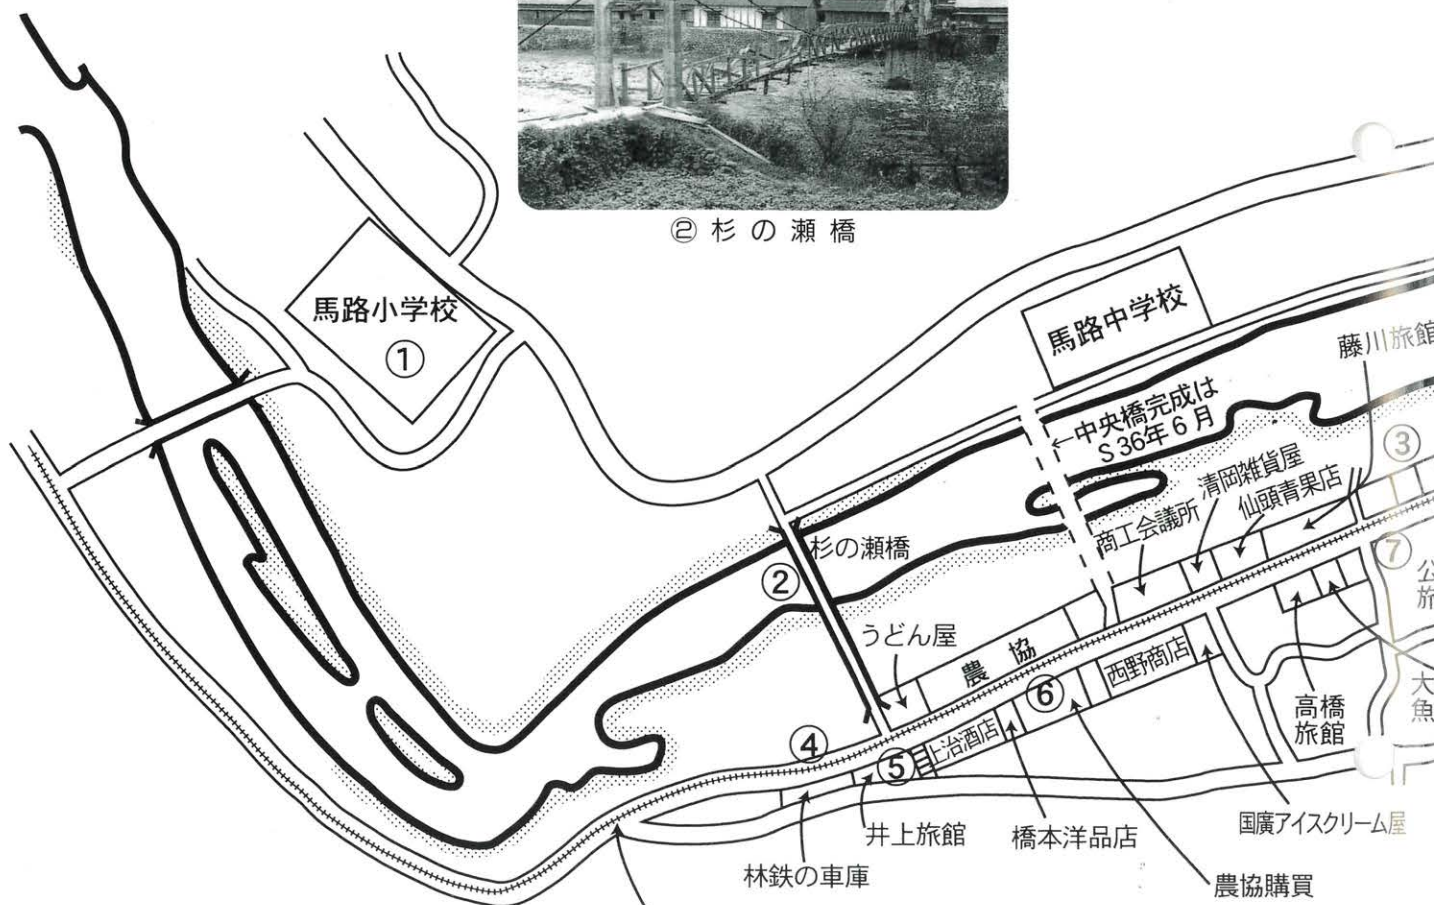 ② 杉の瀬橋
馬路小学校
①
馬路中学校
藤川旅館
←中央橋完成は
S36年6月
③
清岡雑貨屋
仙頭青果店
商工会議所
杉の瀬橋
②
⑦
公
旅
うどん屋
農協
⑥
西野商店
高橋
旅館
大
魚
④
⑤
上治酒店
井上旅館
橋本洋品店
国廣アイスクリーム屋
林鉄の車庫
農協購買